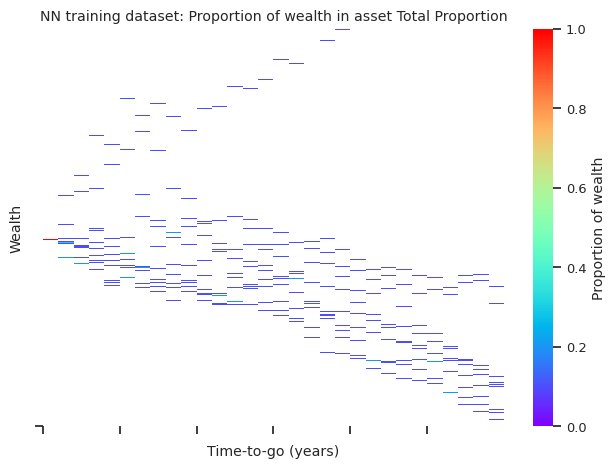 NN training dataset: Proportion of wealth in asset Total Proportion
Wealth
Time-to-go (years)
1.0
0.8
0.6
0.4
0.2
0.0
Proportion of wealth